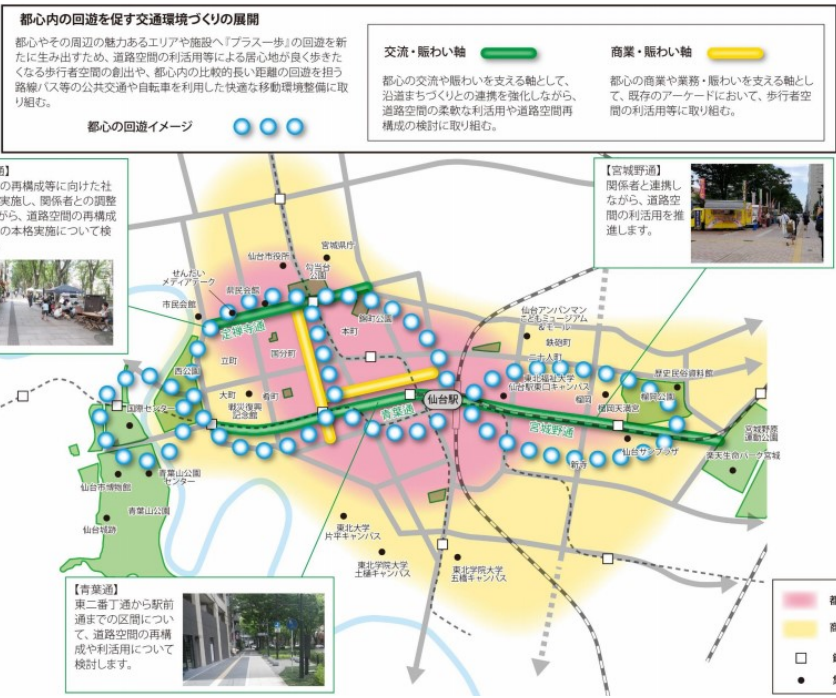 都心内の回遊を促す交通環境づくりの展開
都心やその周辺の魅力あるエリアや施設へ『プラス一歩』の回遊を新
たに生み出すため、道路空間の利活用等による居心地が良く歩きた
くなる歩行者空間の創出や、都心内の比較的長い距離の回遊を担う
路線バス等の公共交通や自転車を利用した快適な移動環境整備に取
り組む。
都心の回遊イメージ
交流・賑わい軸
都心の交流や賑わいを支える軸として、
沿道まちづくりとの連携を強化しながら、
道路空間の柔軟な利活用や道路空間再
構成の検討に取り組む。
商業・賑わい軸
都心の商業や業務・賑わいを支える軸とし
て、既存のアーケードにおいて、歩行者空
間の利活用等に取り組む。
通】
の再構成等に向けた社
実施し、関係者との調整
がら、道路空間の再構成
の本格実施について検
【宮城野通】
関係者と連携し
ながら、道路空
間の利活用を推
進します。
宮城県庁
仙台市役所
勾当台
公園
せんだい
メディアテーク
県民会館
市民会館
定禅寺通
錦町公園
本町
立町
国分町
西公園
大町
肴町
戦災復興
記念館
青葉通
仙台駅
仙台アンパンマン
こどもミュージアム
&モール
鉄砲町
二十人町
東北福祉大学
仙台駅東口キャンパス
歴史民俗資料館
榴岡
榴岡公園
榴岡天満宮
宮城野通
仙台サンプラザ
新寺
宮城野原
運動公園
楽天生命パーク宮城
国際センター
仙台市博物館
青葉山公園
センター
青葉山公園
仙台城跡
東北大学
片平キャンパス
東北学院大学
土樋キャンパス
東北学院大学
五橋キャンパス
【青葉通】
東二番丁通から駅前
通までの区間につい
て、道路空間の再構
成や利活用について
検討します。
都
商